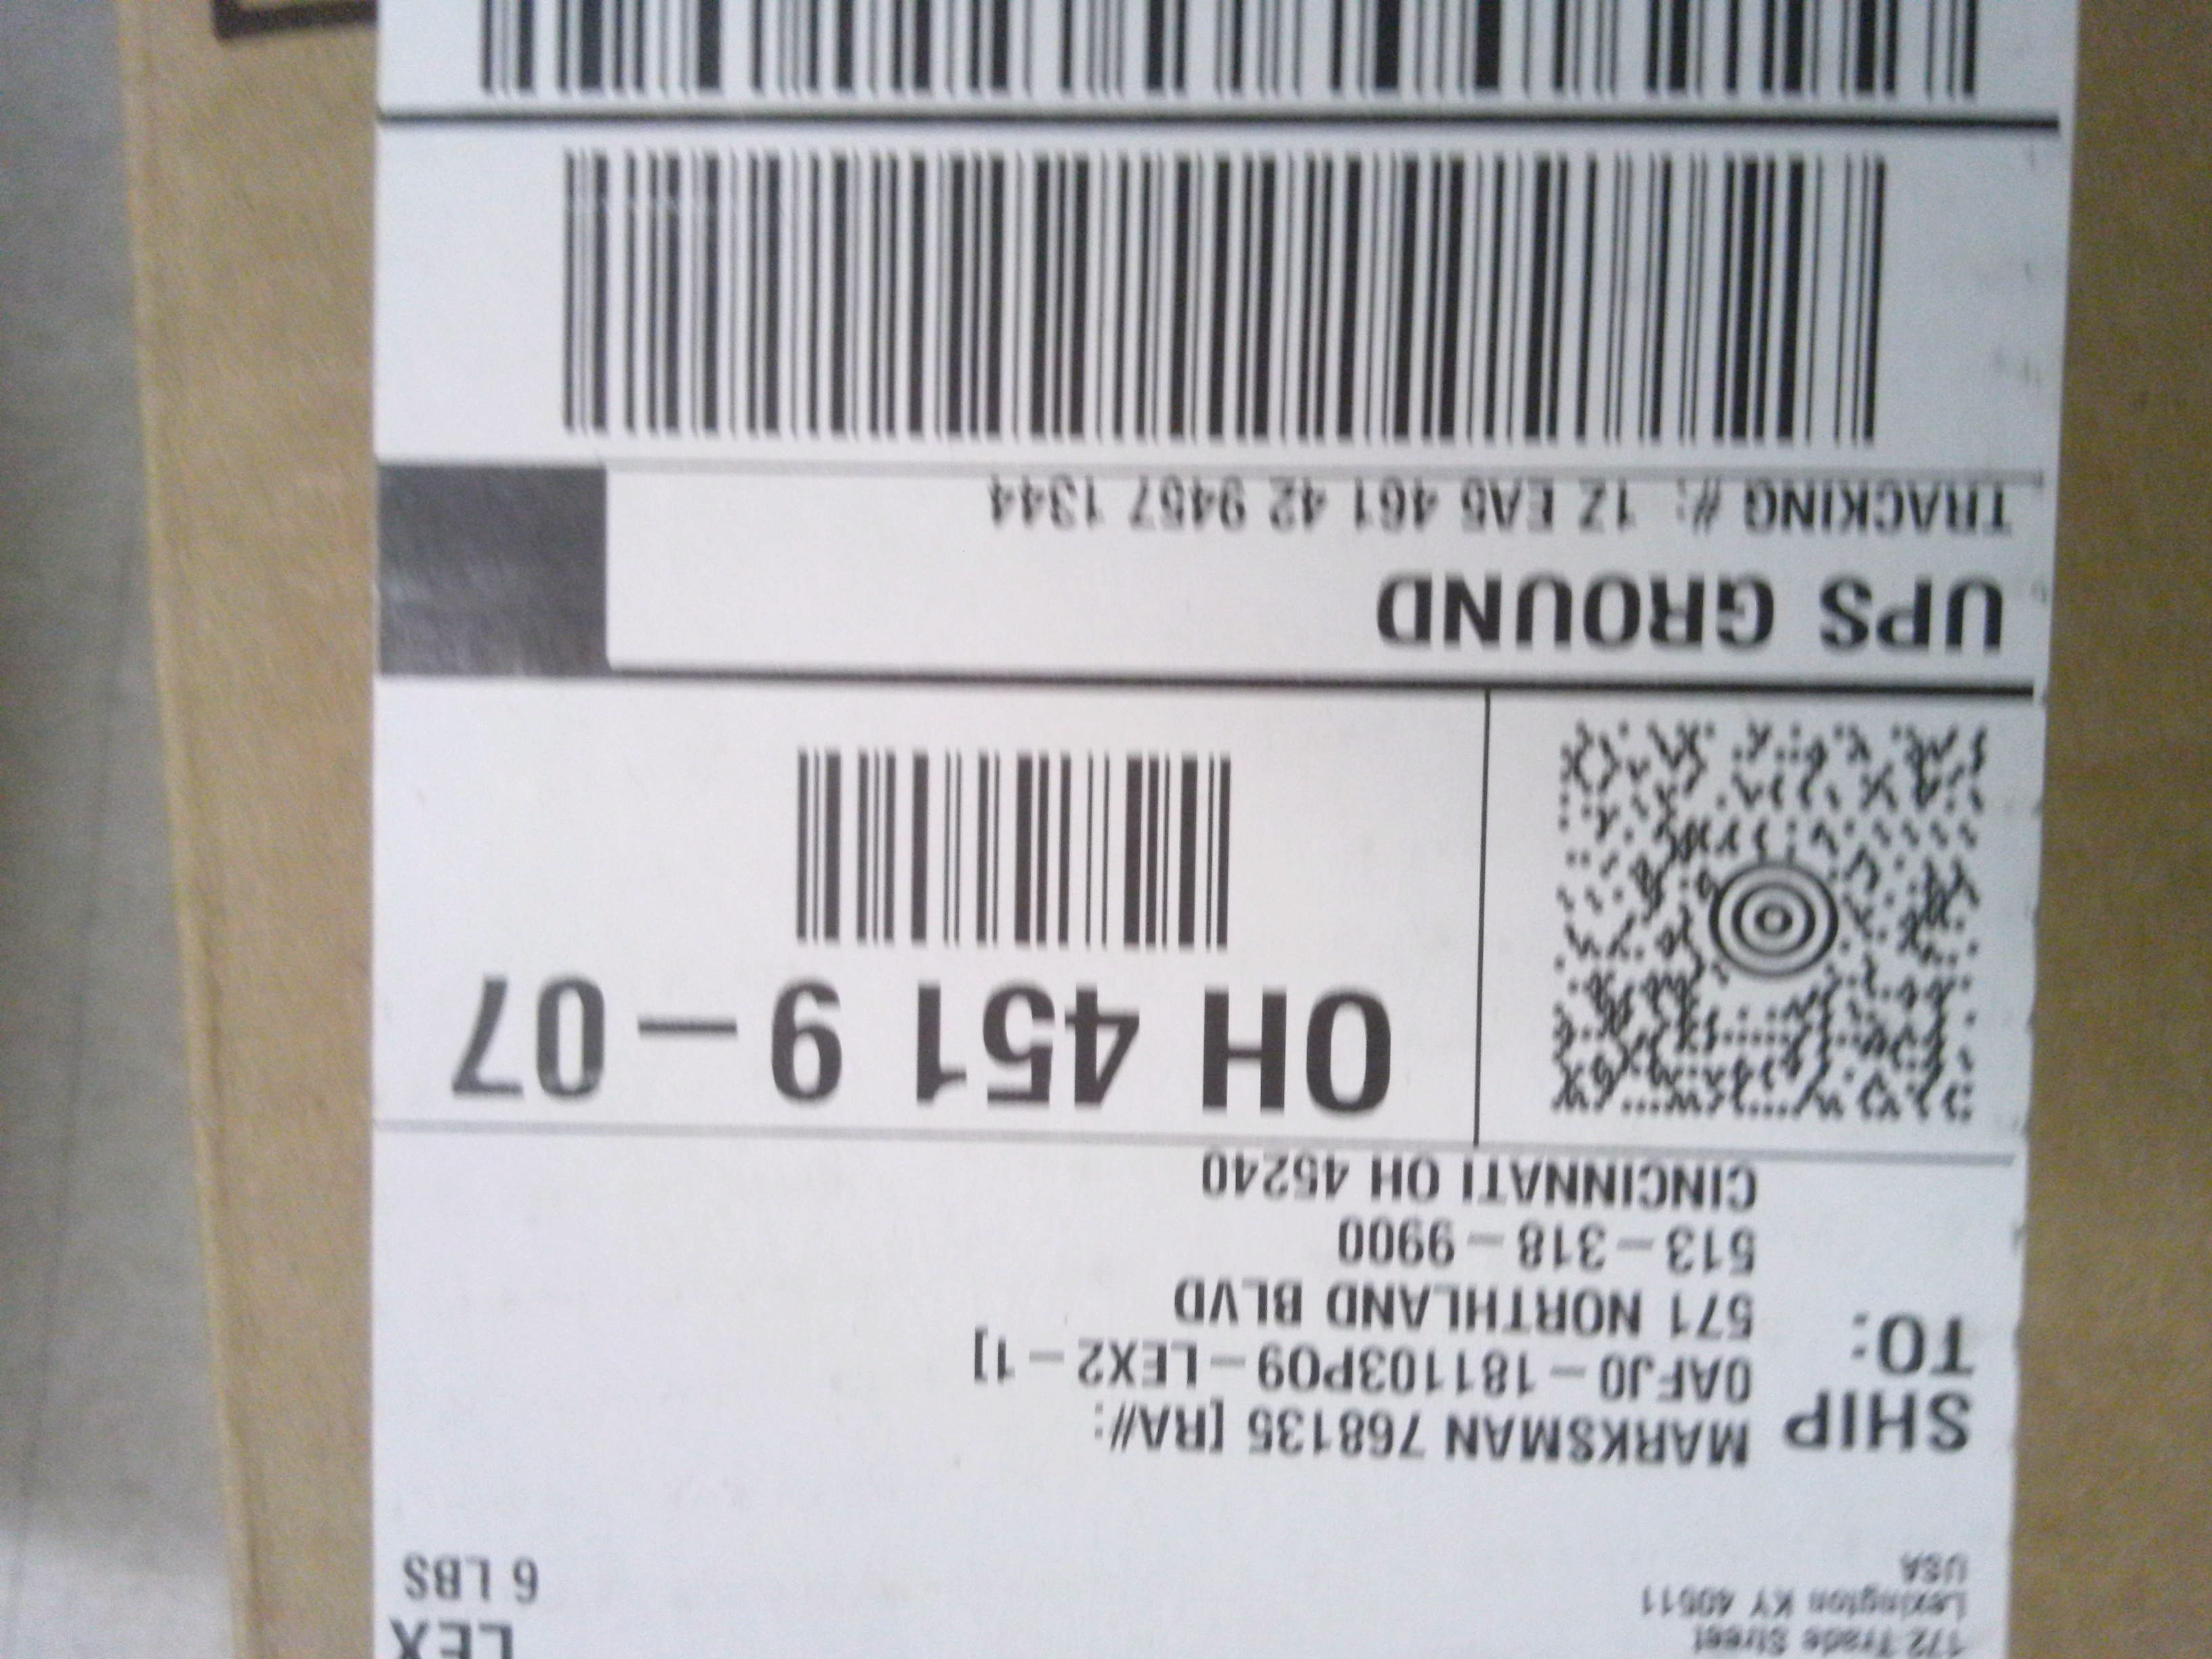 172 Trade Street
Lexington KY 40511
USA
LEX
6 LBS
SHIP
TO:
MARKSMAN 768135 [RA#:
0AFJ0-181103PO9-LEX2-1]
571 NORTHLAND BLVD
513-318-9900
CINCINNATI OH 45240
OH 451 9-07
UPS GROUND
TRACKING #: 1Z EA5 461 42 9457 1344